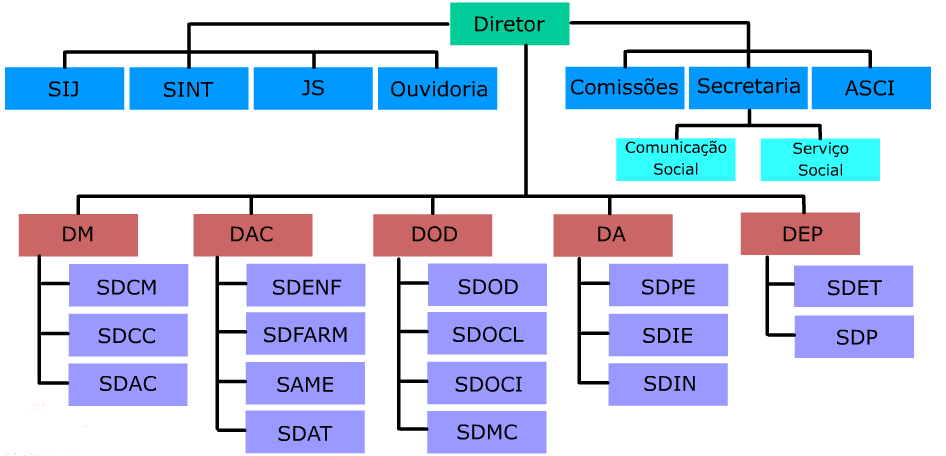 Diretor
SIJ
SINT
JS
Ouvidoria
Comissões
Secretaria
ASCI
Comunicação
Social
Serviço
Social
DM
DAC
DOD
DA
DEP
SDCM
SDCC
SDAC
SDENF
SDFARM
SAME
SDAT
SDOD
SDOCL
SDOCI
SDMC
SDPE
SDIE
SDIN
SDET
SDP